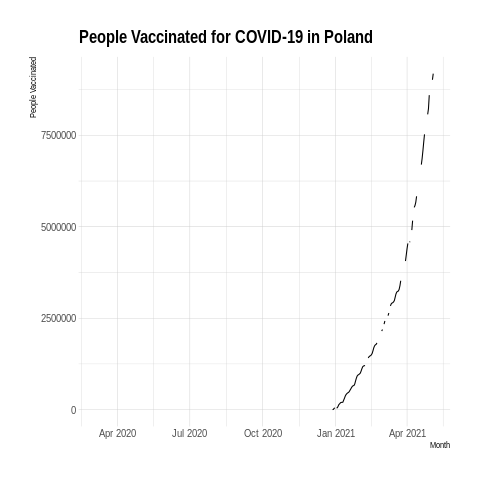 People Vaccinated for COVID-19 in Poland
People Vaccinated
7500000
5000000
2500000
0
Apr 2020 Jul 2020 Oct 2020 Jan 2021 Apr 2021
Month